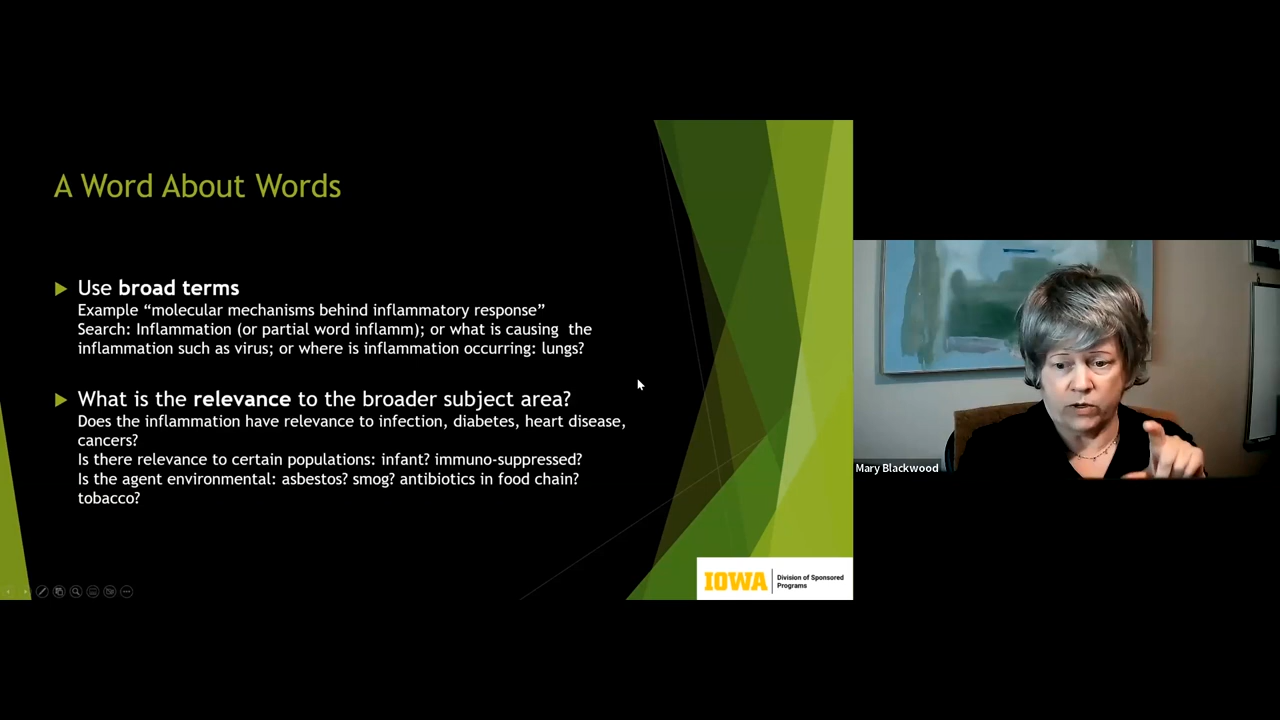 A Word About Words
Use broad terms
Example “molecular mechanisms behind inflammatory response”
Search: Inflammation (or partial word inflamm); or what is causing the
inflammation such as virus; or where is inflammation occurring: lungs?
What is the relevance to the broader subject area?
Does the inflammation have relevance to infection, diabetes, heart disease,
cancers?
Is there relevance to certain populations: infant? immuno-suppressed?
Is the agent environmental: asbestos? smog? antibiotics in food chain?
tobacco?
IOWA
Division of Sponsored
Programs
Mary Blackwood